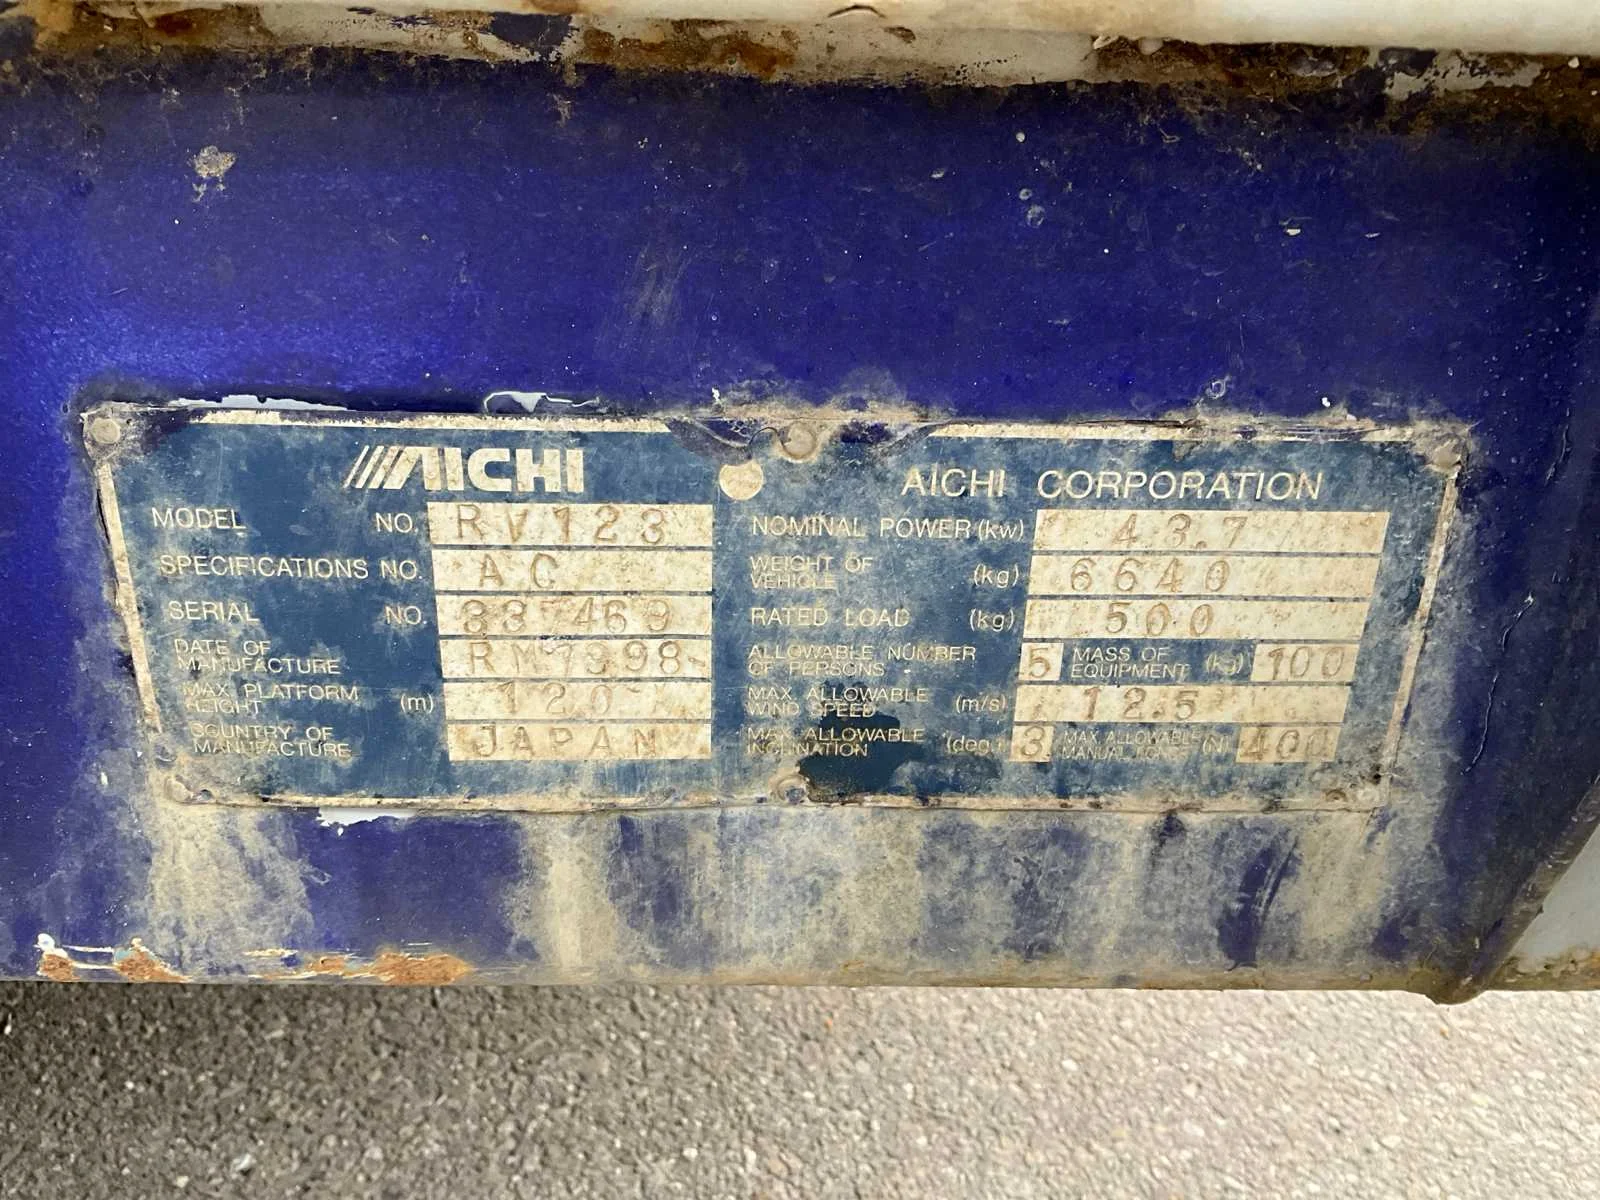 AICHI
MODEL NO. RV123
SPECIFICATIONS NO. AC
SERIAL NO.
DATE OF MANUFACTURE 1998
MAX. PLATFORM HEIGHT (m) 120
COUNTRY OF MANUFACTURE JAPAN
AICHI CORPORATION
NOMINAL POWER (kw) 43.7
WEIGHT OF VEHICLE (kg) 6640
RATED LOAD (kg) 500
ALLOWABLE NUMBER OF PERSONS 5 MASS OF EQUIPMENT (kg) 100
MAX. ALLOWABLE WIND SPEED (m/s) 12.5
MAX. ALLOWABLE INCLINATION (deg.) 3 MAX. ALLOWABLE MANUAL FORCE (N) 400